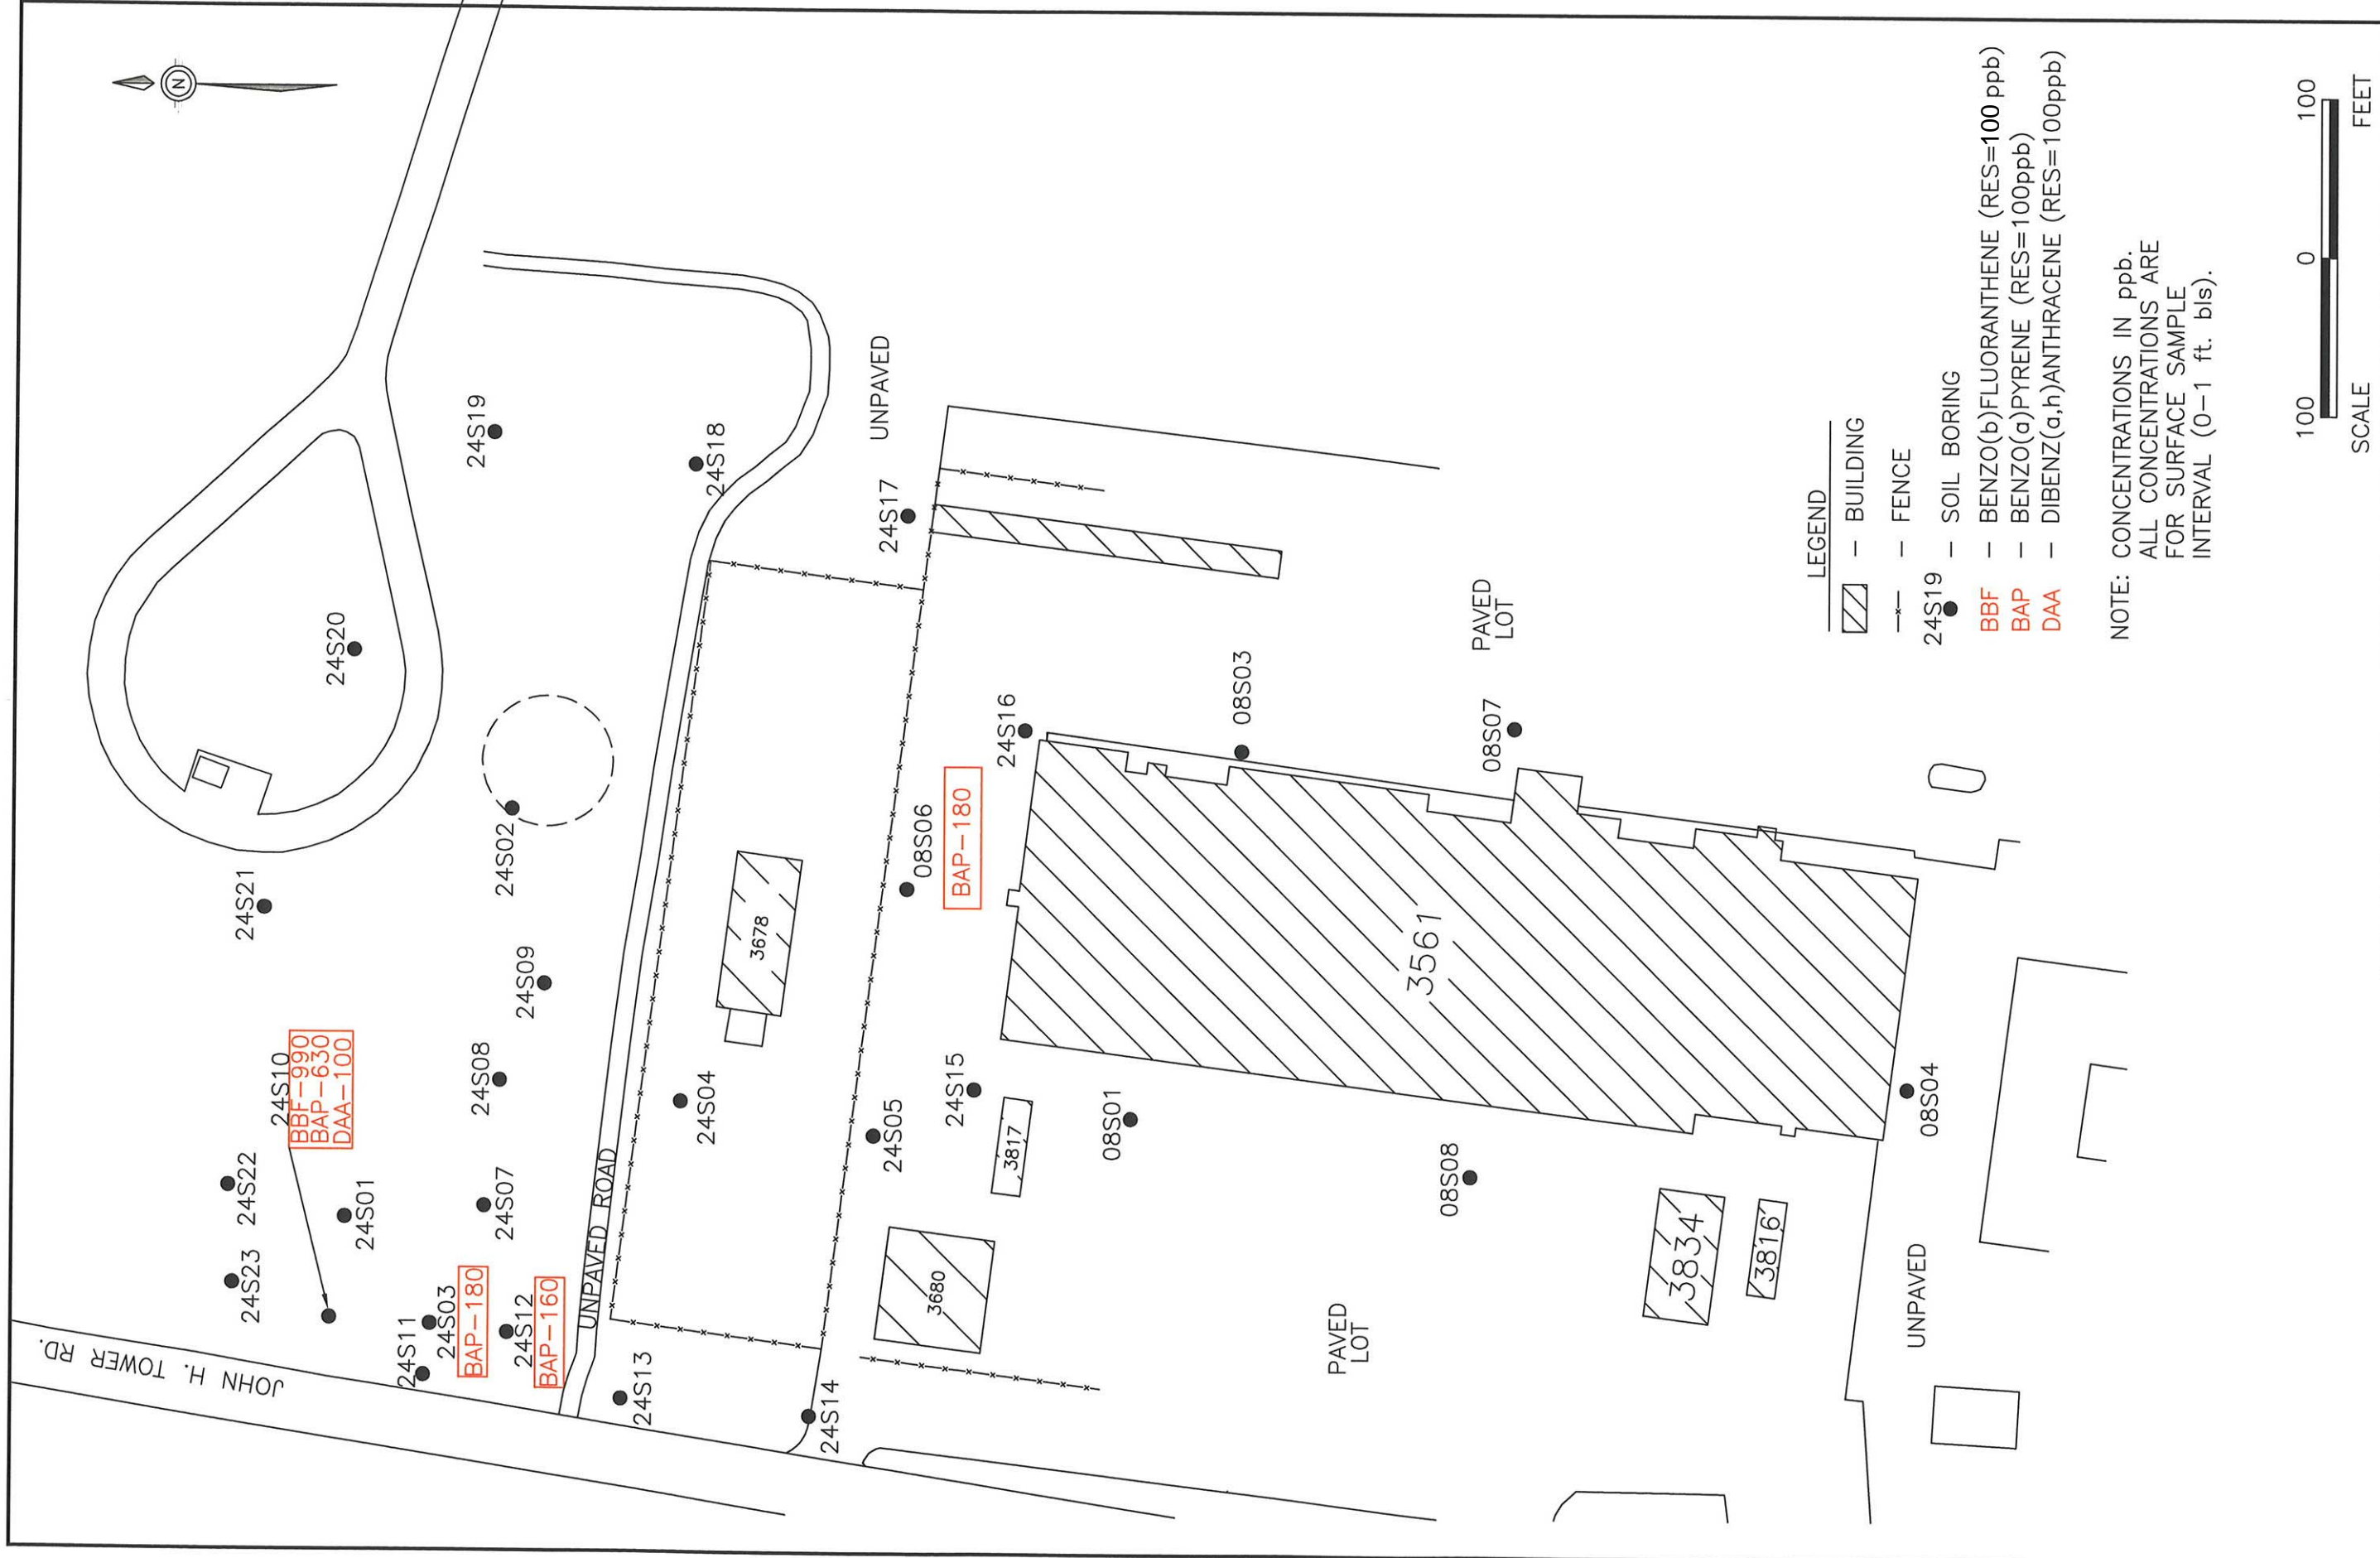 N
JOHN H. TOWER RD.
24S23
24S22
24S10
BBF-990
BAP-630
DAA-100
24S21
24S20
24S01
24S11
24S03
BAP-180
24S12
BAP-160
24S07
24S08
24S09
24S02
24S19
UNPAVED ROAD
24S13
24S04
3678
24S18
24S14
24S05
08S06
BAP-180
24S17
UNPAVED
3680
24S15
3817
24S16
08S01
08S03
3561
08S08
08S07
PAVED
LOT
PAVED
LOT
3834
3816
08S04
UNPAVED
LEGEND
- BUILDING
- FENCE
24S19 - SOIL BORING
BBF - BENZO(b)FLUORANTHENE (RES=100 ppb)
BAP - BENZO(a)PYRENE (RES=100ppb)
DAA - DIBENZ(a,h)ANTHRACENE (RES=100ppb)
NOTE: CONCENTRATIONS IN ppb.
ALL CONCENTRATIONS ARE
FOR SURFACE SAMPLE
INTERVAL (0-1 ft. bls).
100 0 100
SCALE FEET